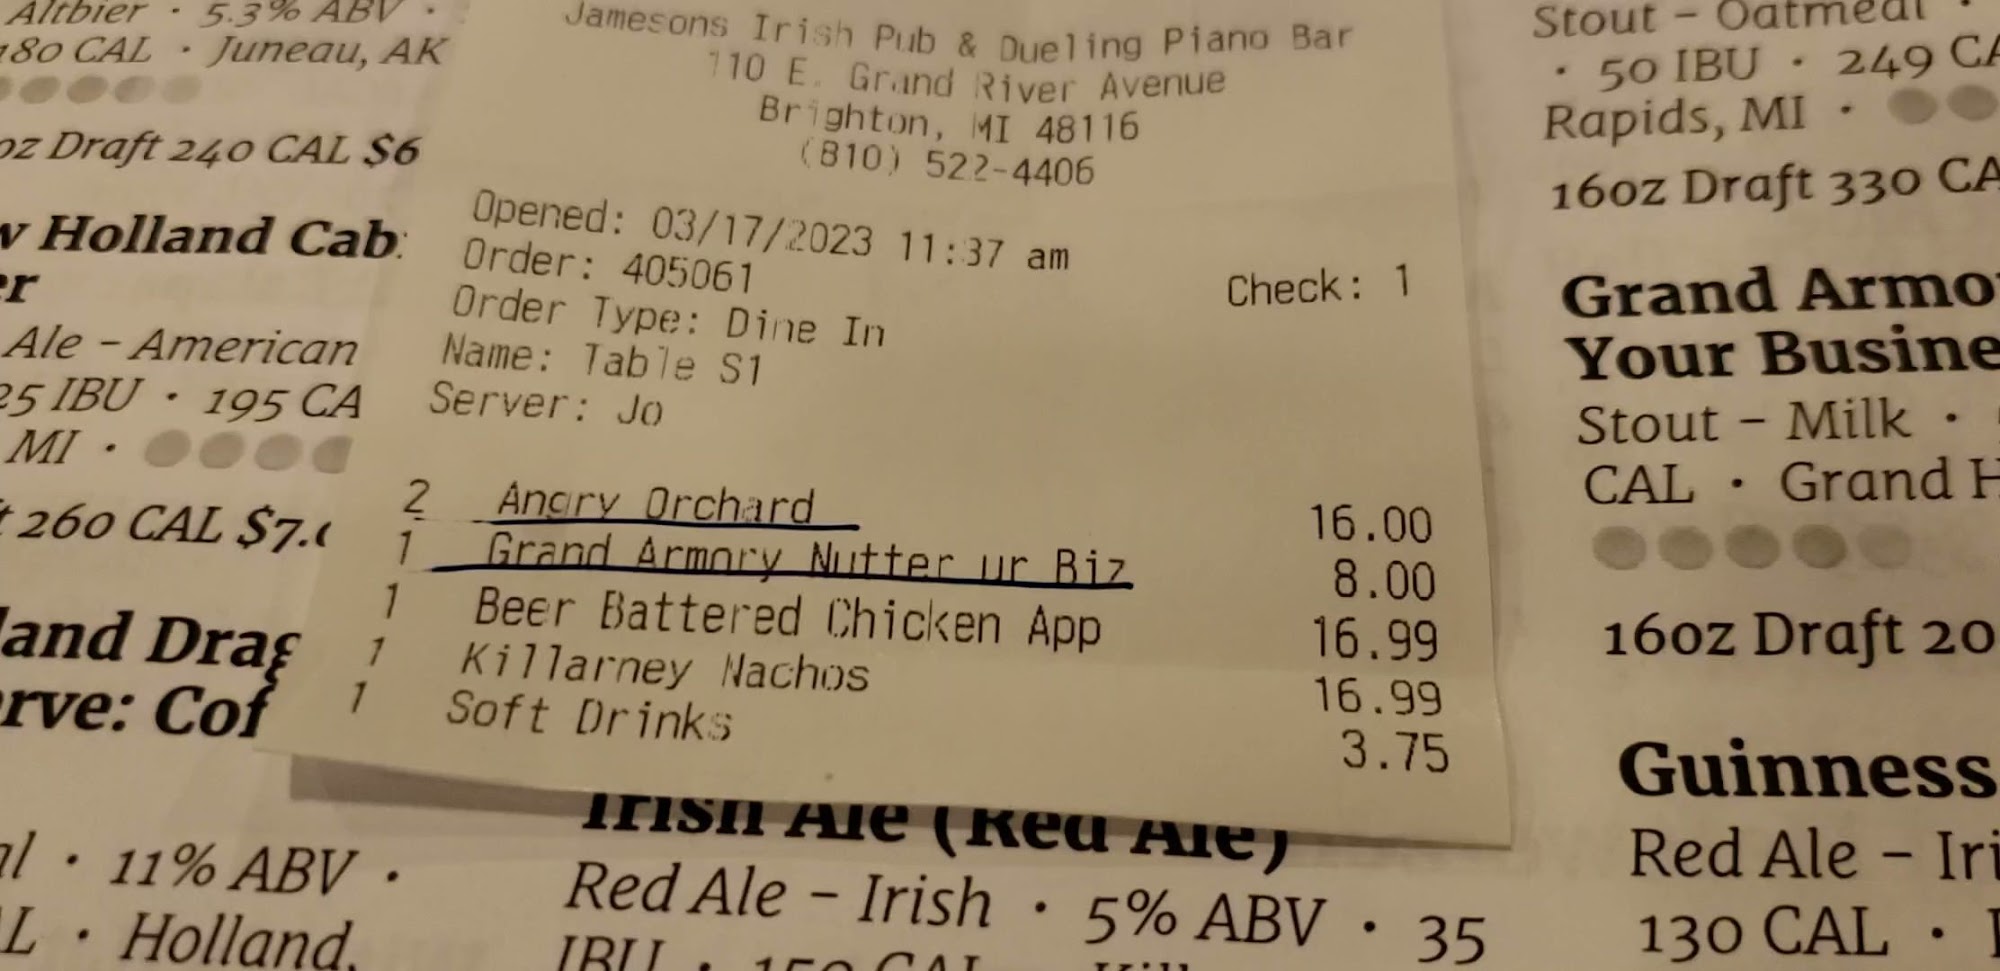 Altbier · 5.3% ABV ·
180 CAL · Juneau, AK
oz Draft 240 CAL $6
w Holland Cab
er
Ale – American
25 IBU · 195 CA
MI ·
t 260 CAL $7.
land Drag
rve: Cof
al · 11% ABV ·
L · Holland,
Jamesons Irish Pub & Dueling Piano Bar
110 E. Grand River Avenue
Brighton, MI 48116
(810) 522-4406
Opened: 03/17/2023 11:37 am
Order: 405061
Check: 1
Order Type: Dine In
Name: Table S1
Server: Jo
2 Angry Orchard 16.00
1 Grand Armory Nutter ur Biz 8.00
1 Beer Battered Chicken App 16.99
1 Killarney Nachos 16.99
1 Soft Drinks 3.75
Irish Ale (Red Ale)
Red Ale – Irish · 5% ABV · 35
IBU · 150 CAL
Stout – Oatmeal ·
· 50 IBU · 249 CA
Rapids, MI ·
16oz Draft 330 CA
Grand Armo
Your Busine
Stout – Milk ·
CAL · Grand H
16oz Draft 20
Guinness
Red Ale – Iri
130 CAL ·